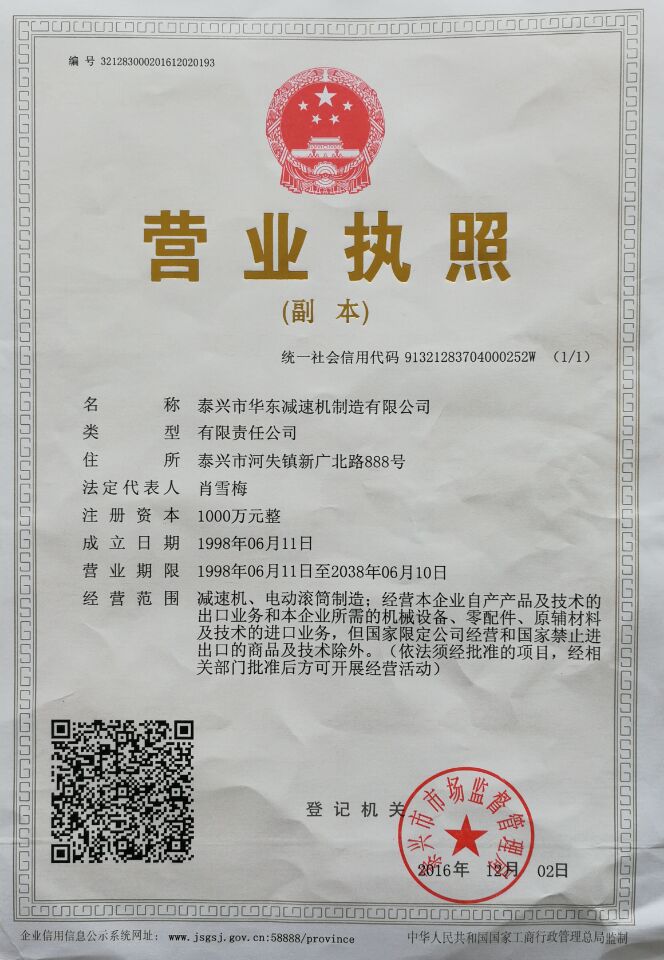 编 号 321283000201612020193
营业执照
(副 本)
统一社会信用代码 91321283704000252W （1/1）
名 称 泰兴市华东减速机制造有限公司
类 型 有限责任公司
住 所 泰兴市河失镇新广北路888号
法定代表人 肖雪梅
注册资本 1000万元整
成立日期 1998年06月11日
营业期限 1998年06月11日至2038年06月10日
经营范围 减速机、电动滚筒制造；经营本企业自产产品及技术的
出口业务和本企业所需的机械设备、零配件、原辅材料
及技术的进口业务，但国家限定公司经营和国家禁止进
出口的商品及技术除外。（依法须经批准的项目，经相
关部门批准后方可开展经营活动）
登记机关
泰兴市市场监督管理局
2016年 12月 02日
企业信用信息公示系统网址： www.jsgsj.gov.cn:58888/province
中华人民共和国国家工商行政管理总局监制